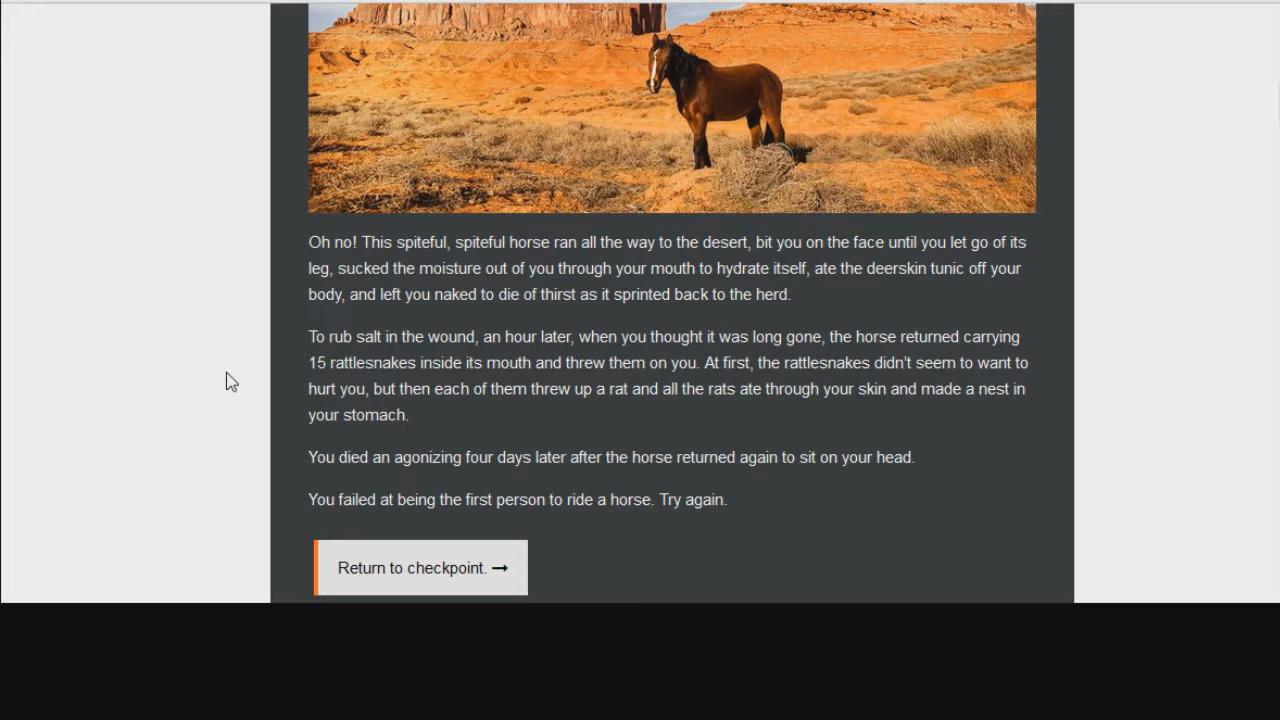 Oh no! This spiteful, spiteful horse ran all the way to the desert, bit you on the face until you let go of its
leg, sucked the moisture out of you through your mouth to hydrate itself, ate the deerskin tunic off your
body, and left you naked to die of thirst as it sprinted back to the herd.
To rub salt in the wound, an hour later, when you thought it was long gone, the horse returned carrying
15 rattlesnakes inside its mouth and threw them on you. At first, the rattlesnakes didn’t seem to want to
hurt you, but then each of them threw up a rat and all the rats ate through your skin and made a nest in
your stomach.
You died an agonizing four days later after the horse returned again to sit on your head.
You failed at being the first person to ride a horse. Try again.
Return to checkpoint. →